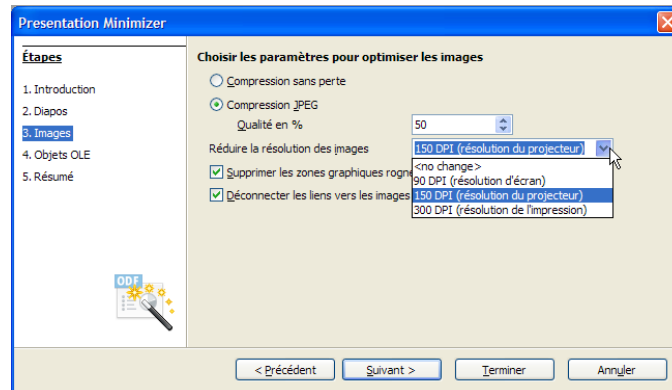 Presentation Minimizer
Étapes
1. Introduction
2. Diapos
3. Images
4. Objets OLE
5. Résumé
ODF
Choisir les paramètres pour optimiser les images
Compression sans perte
Compression JPEG
Qualité en % 50
Réduire la résolution des images 150 DPI (résolution du projecteur)
<no change>
90 DPI (résolution d'écran)
150 DPI (résolution du projecteur)
300 DPI (résolution de l'impression)
Supprimer les zones graphiques rogné
Déconnecter les liens vers les images
< Précédent
Suivant >
Terminer
Annuler